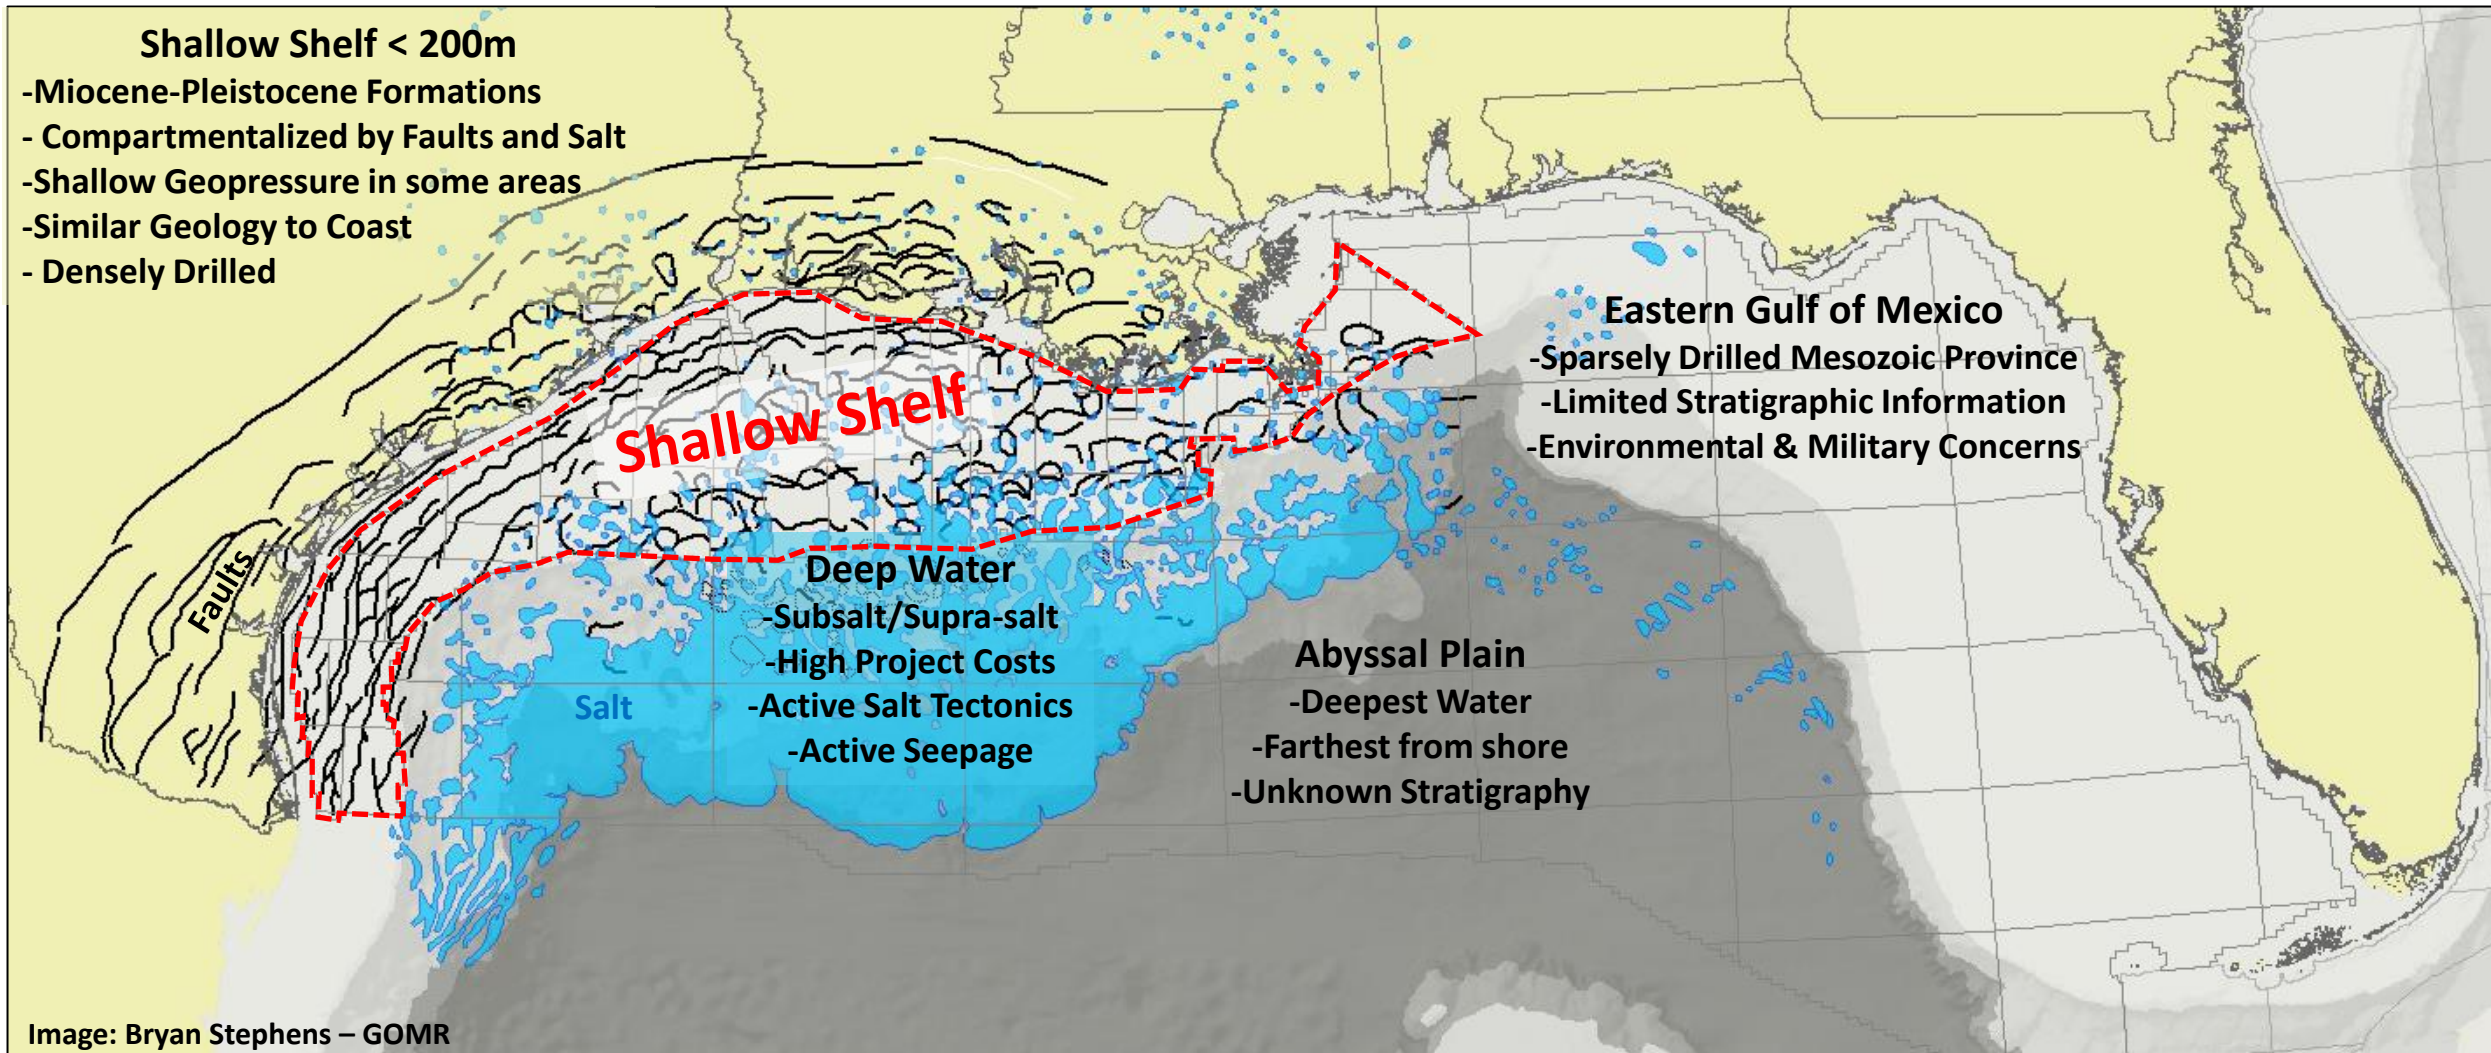 Shallow Shelf < 200m
-Miocene-Pleistocene Formations
- Compartmentalized by Faults and Salt
-Shallow Geopressure in some areas
-Similar Geology to Coast
- Densely Drilled
Shallow Shelf
Eastern Gulf of Mexico
-Sparsely Drilled Mesozoic Province
-Limited Stratigraphic Information
-Environmental & Military Concerns
Faults
Deep Water
-Subsalt/Supra-salt
-High Project Costs
-Active Salt Tectonics
-Active Seepage
Salt
Abyssal Plain
-Deepest Water
-Farthest from shore
-Unknown Stratigraphy
Image: Bryan Stephens – GOMR